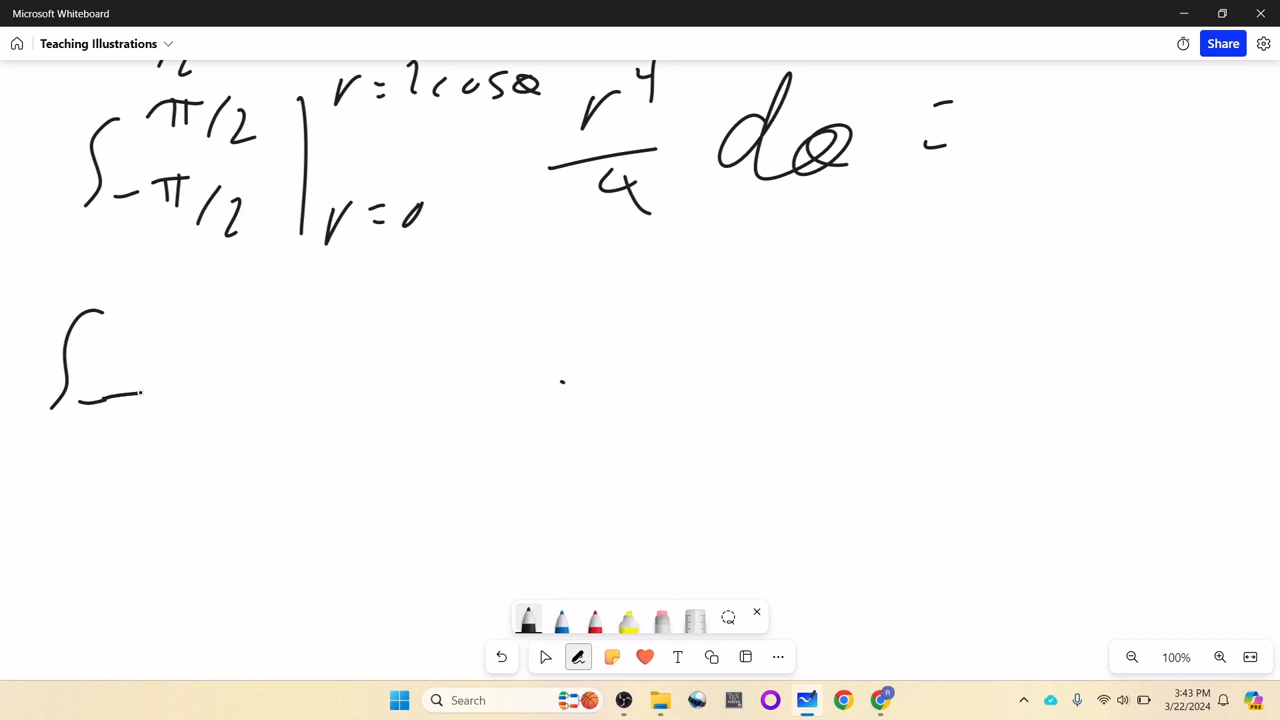 Microsoft Whiteboard
Teaching Illustrations
Share
∫ π/2 -π/2 | r=2cosθ r=0 r^4/4 dθ =
∫ -
100%
Search
3:43 PM
3/22/2024